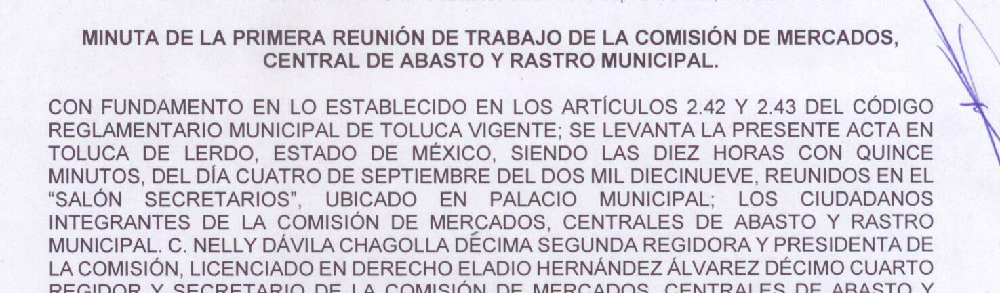 MINUTA DE LA PRIMERA REUNIÓN DE TRABAJO DE LA COMISIÓN DE MERCADOS,
CENTRAL DE ABASTO Y RASTRO MUNICIPAL.
CON FUNDAMENTO EN LO ESTABLECIDO EN LOS ARTÍCULOS 2.42 Y 2.43 DEL CÓDIGO
REGLAMENTARIO MUNICIPAL DE TOLUCA VIGENTE; SE LEVANTA LA PRESENTE ACTA EN
TOLUCA DE LERDO, ESTADO DE MÉXICO, SIENDO LAS DIEZ HORAS CON QUINCE
MINUTOS, DEL DÍA CUATRO DE SEPTIEMBRE DEL DOS MIL DIECINUEVE, REUNIDOS EN EL
“SALÓN SECRETARIOS”, UBICADO EN PALACIO MUNICIPAL; LOS CIUDADANOS
INTEGRANTES DE LA COMISIÓN DE MERCADOS, CENTRALES DE ABASTO Y RASTRO
MUNICIPAL. C. NELLY DÁVILA CHAGOLLA DÉCIMA SEGUNDA REGIDORA Y PRESIDENTA DE
LA COMISIÓN, LICENCIADO EN DERECHO ELADIO HERNÁNDEZ ÁLVAREZ DÉCIMO CUARTO
REGIDOR Y SECRETARIO DE LA COMISIÓN DE MERCADOS, CENTRALES DE ABASTO Y